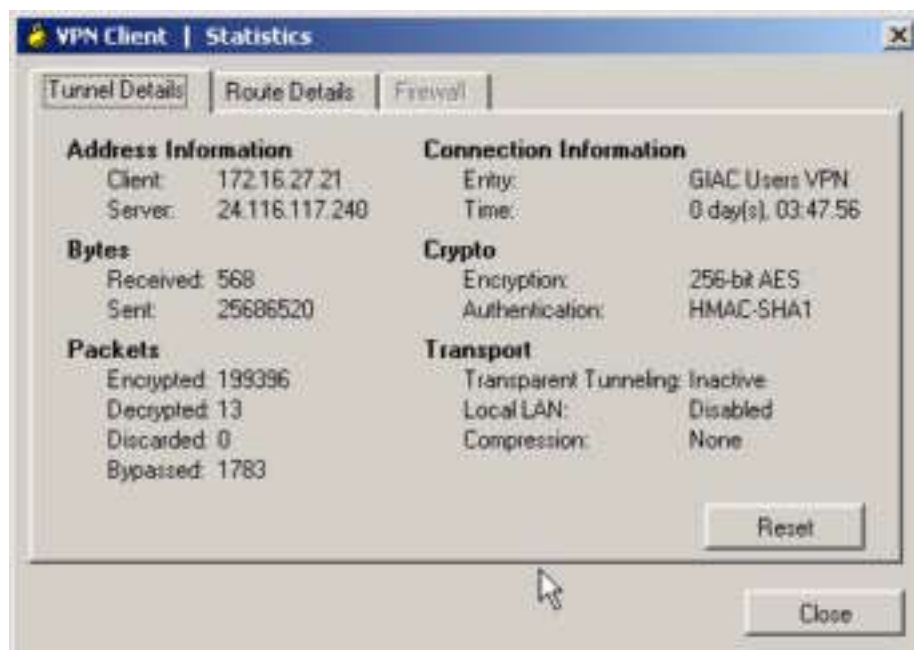 VPN Client | Statistics
Tunnel Details Route Details Firewall
Address Information
Client: 172.16.27.21
Server: 24.116.117.240
Bytes
Received: 568
Sent: 25686520
Packets
Encrypted: 199396
Decrypted: 13
Discarded: 0
Bypassed: 1783
Connection Information
Entry: GIAC Users VPN
Time: 0 day(s), 03:47.56
Crypto
Encryption: 256-bit AES
Authentication: HMAC-SHA1
Transport
Transparent Tunneling: Inactive
Local LAN: Disabled
Compression: None
Reset
Close